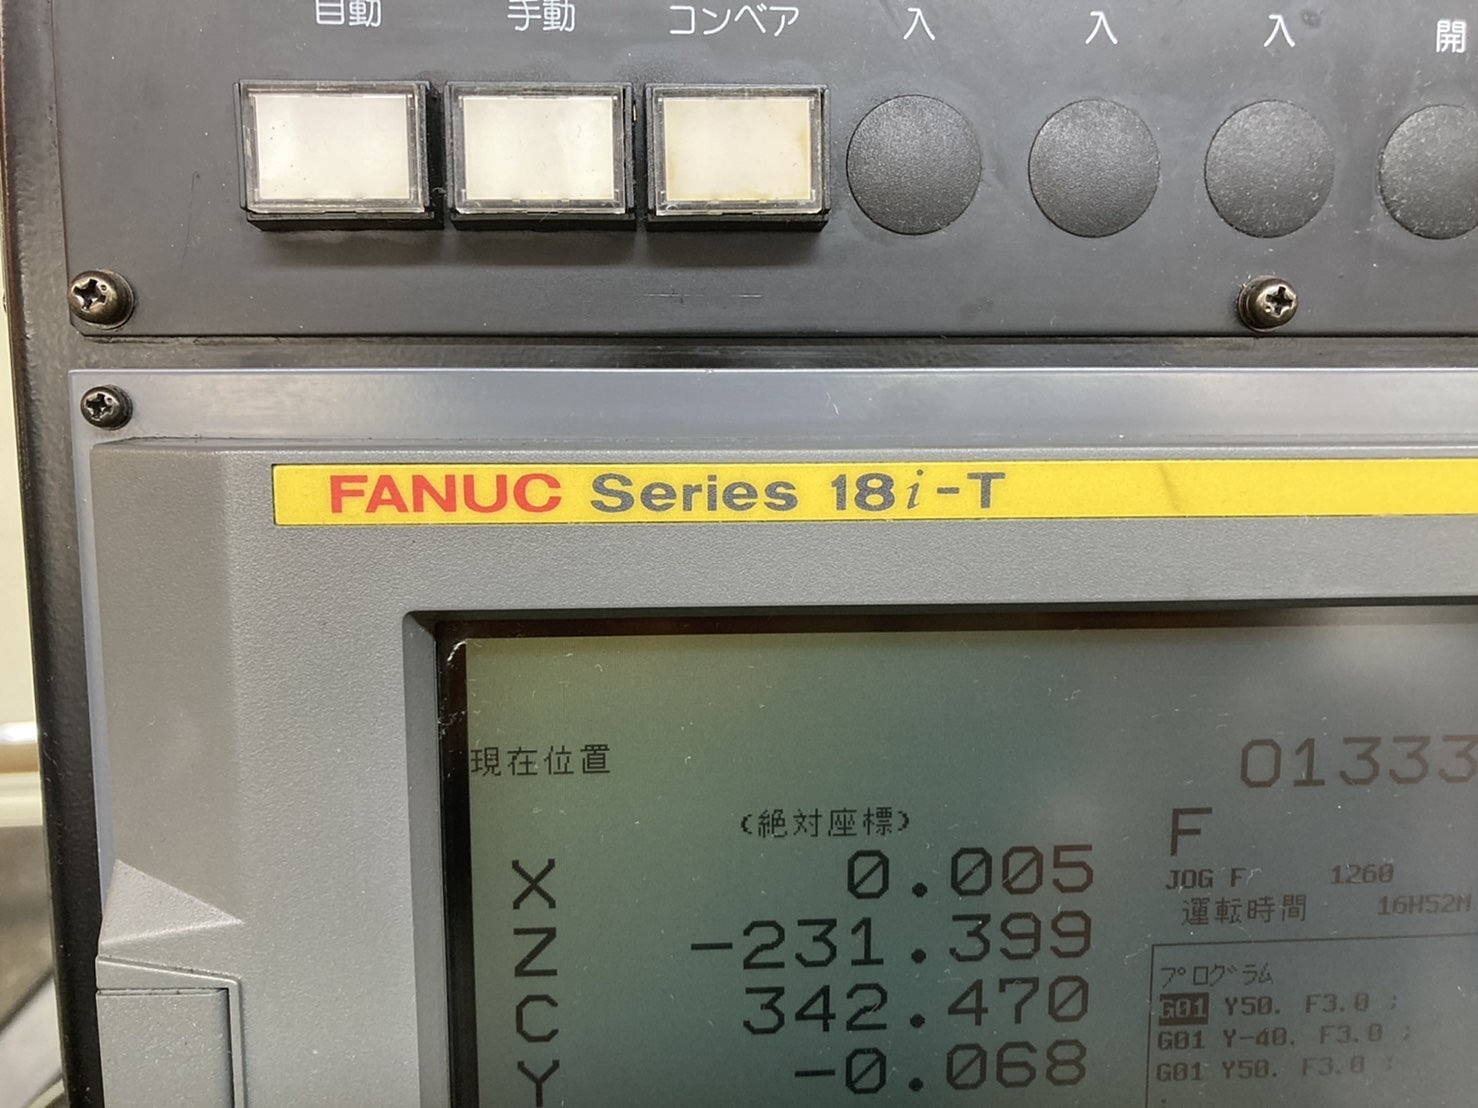 自動 手動 コンベア 入 入 入 開
FANUC Series 18i-T
現在位置 O1333
(絶対座標) F
X 0.005
JOG F 1260
Z -231.399
運転時間 16H52M
C 342.470
プログラム
G01 Y50. F3.0 ;
G01 Y-40. F3.0 ;
Y -0.068
G01 Y50. F3.0 ;